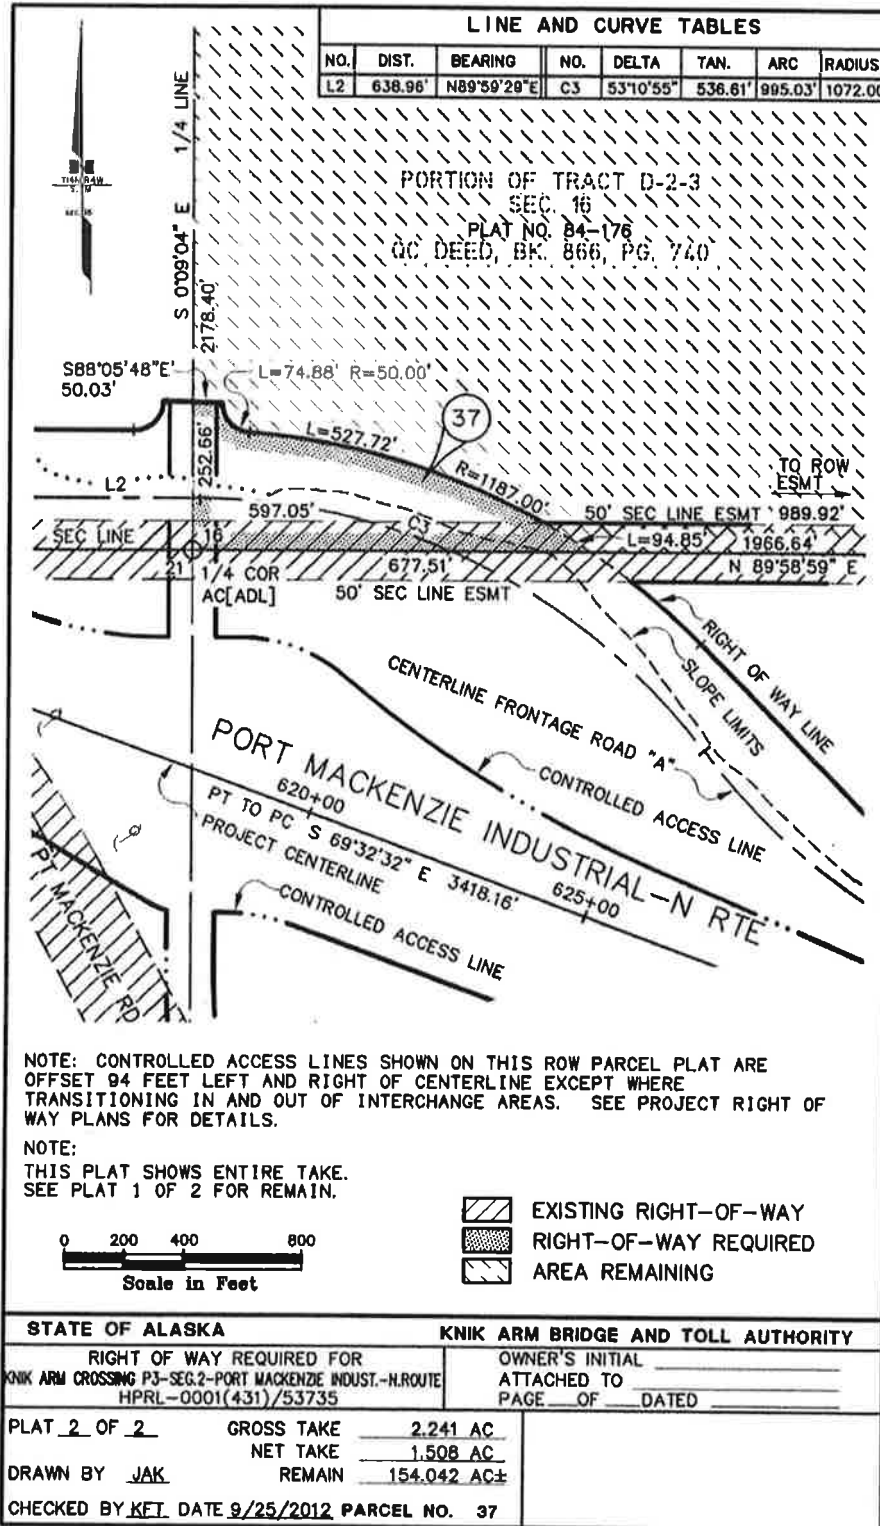 LINE AND CURVE TABLES
NO. DIST. BEARING NO. DELTA TAN. ARC RADIUS
L2 638.96' N89°59'29"E C3 53°10'55" 536.61' 995.03' 1072.00
1/4 LINE
S 0°09'04" E
2178.40'
T14N R4W
PORTION OF TRACT D-2-3
SEC. 16
PLAT NO. 84-176
QC DEED, BK. 866, PG. 740
S88°05'48"E
50.03'
L=74.88' R=50.00'
37
L=527.72'
R=1187.00'
252.66'
L2
TO ROW
ESMT
597.05'
C3
50' SEC LINE ESMT 989.92'
SEC LINE
16
L=94.85'
1966.64'
21
1/4 COR
AC[ADL]
677.51'
N 89°58'59" E
50' SEC LINE ESMT
RIGHT OF WAY LINE
SLOPE LIMITS
CENTERLINE FRONTAGE ROAD "A"
CONTROLLED ACCESS LINE
PORT MACKENZIE INDUSTRIAL-N RTE
620+00
PT TO PC S 69°32'32" E 3418.16'
625+00
PROJECT CENTERLINE
CONTROLLED ACCESS LINE
PT MACKENZIE RD
NOTE: CONTROLLED ACCESS LINES SHOWN ON THIS ROW PARCEL PLAT ARE
OFFSET 94 FEET LEFT AND RIGHT OF CENTERLINE EXCEPT WHERE
TRANSITIONING IN AND OUT OF INTERCHANGE AREAS. SEE PROJECT RIGHT OF
WAY PLANS FOR DETAILS.
NOTE:
THIS PLAT SHOWS ENTIRE TAKE.
SEE PLAT 1 OF 2 FOR REMAIN.
0 200 400 800
Scale in Feet
EXISTING RIGHT-OF-WAY
RIGHT-OF-WAY REQUIRED
AREA REMAINING
STATE OF ALASKA KNIK ARM BRIDGE AND TOLL AUTHORITY
RIGHT OF WAY REQUIRED FOR
KNIK ARM CROSSING P3-SEG.2-PORT MACKENZIE INDUST.-N.ROUTE
HPRL-0001(431)/53735
OWNER'S INITIAL
ATTACHED TO
PAGE OF DATED
PLAT 2 OF 2 GROSS TAKE 2.241 AC
NET TAKE 1.508 AC
DRAWN BY JAK REMAIN 154.042 AC±
CHECKED BY KFT DATE 9/25/2012 PARCEL NO. 37